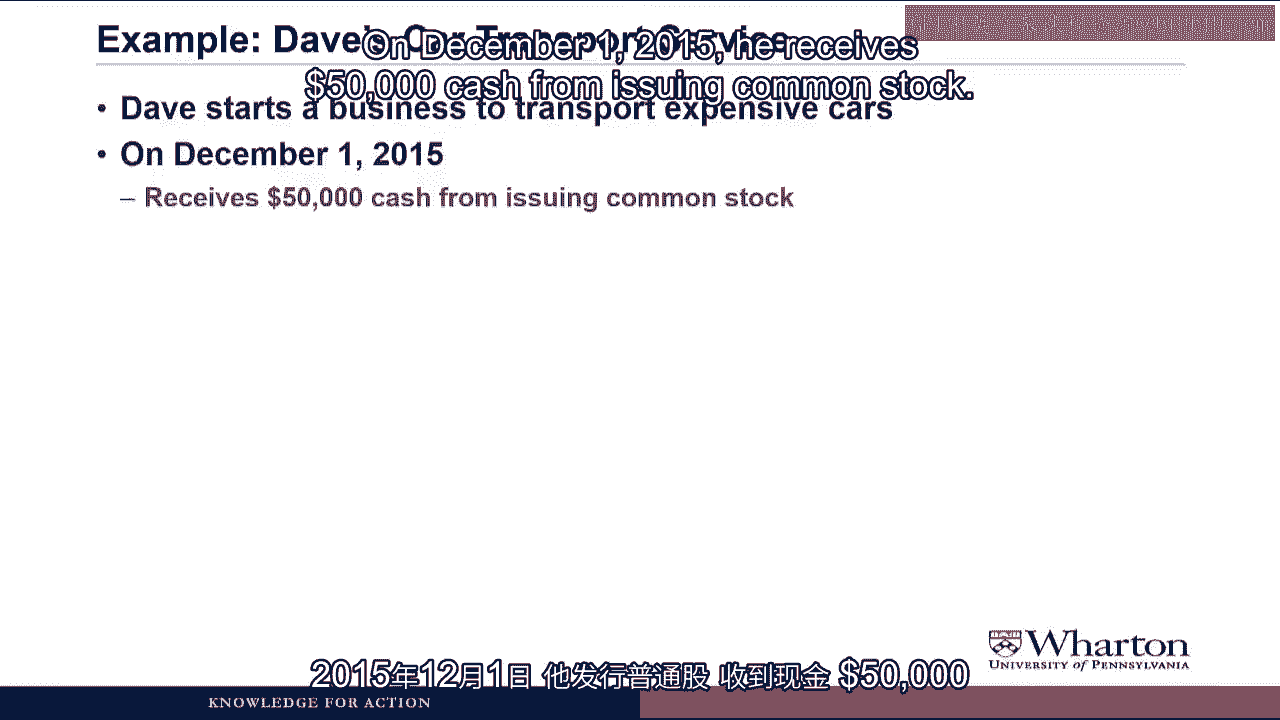 Example: Dave's Car Transport Service
On December 1, 2015, he receives
$50,000 cash from issuing common stock.
• Dave starts a business to transport expensive cars
• On December 1, 2015
– Receives $50,000 cash from issuing common stock
Wharton
UNIVERSITY of PENNSYLVANIA
2015年12月1日 他发行普通股 收到现金 $50,000
KNOWLEDGE FOR ACTION